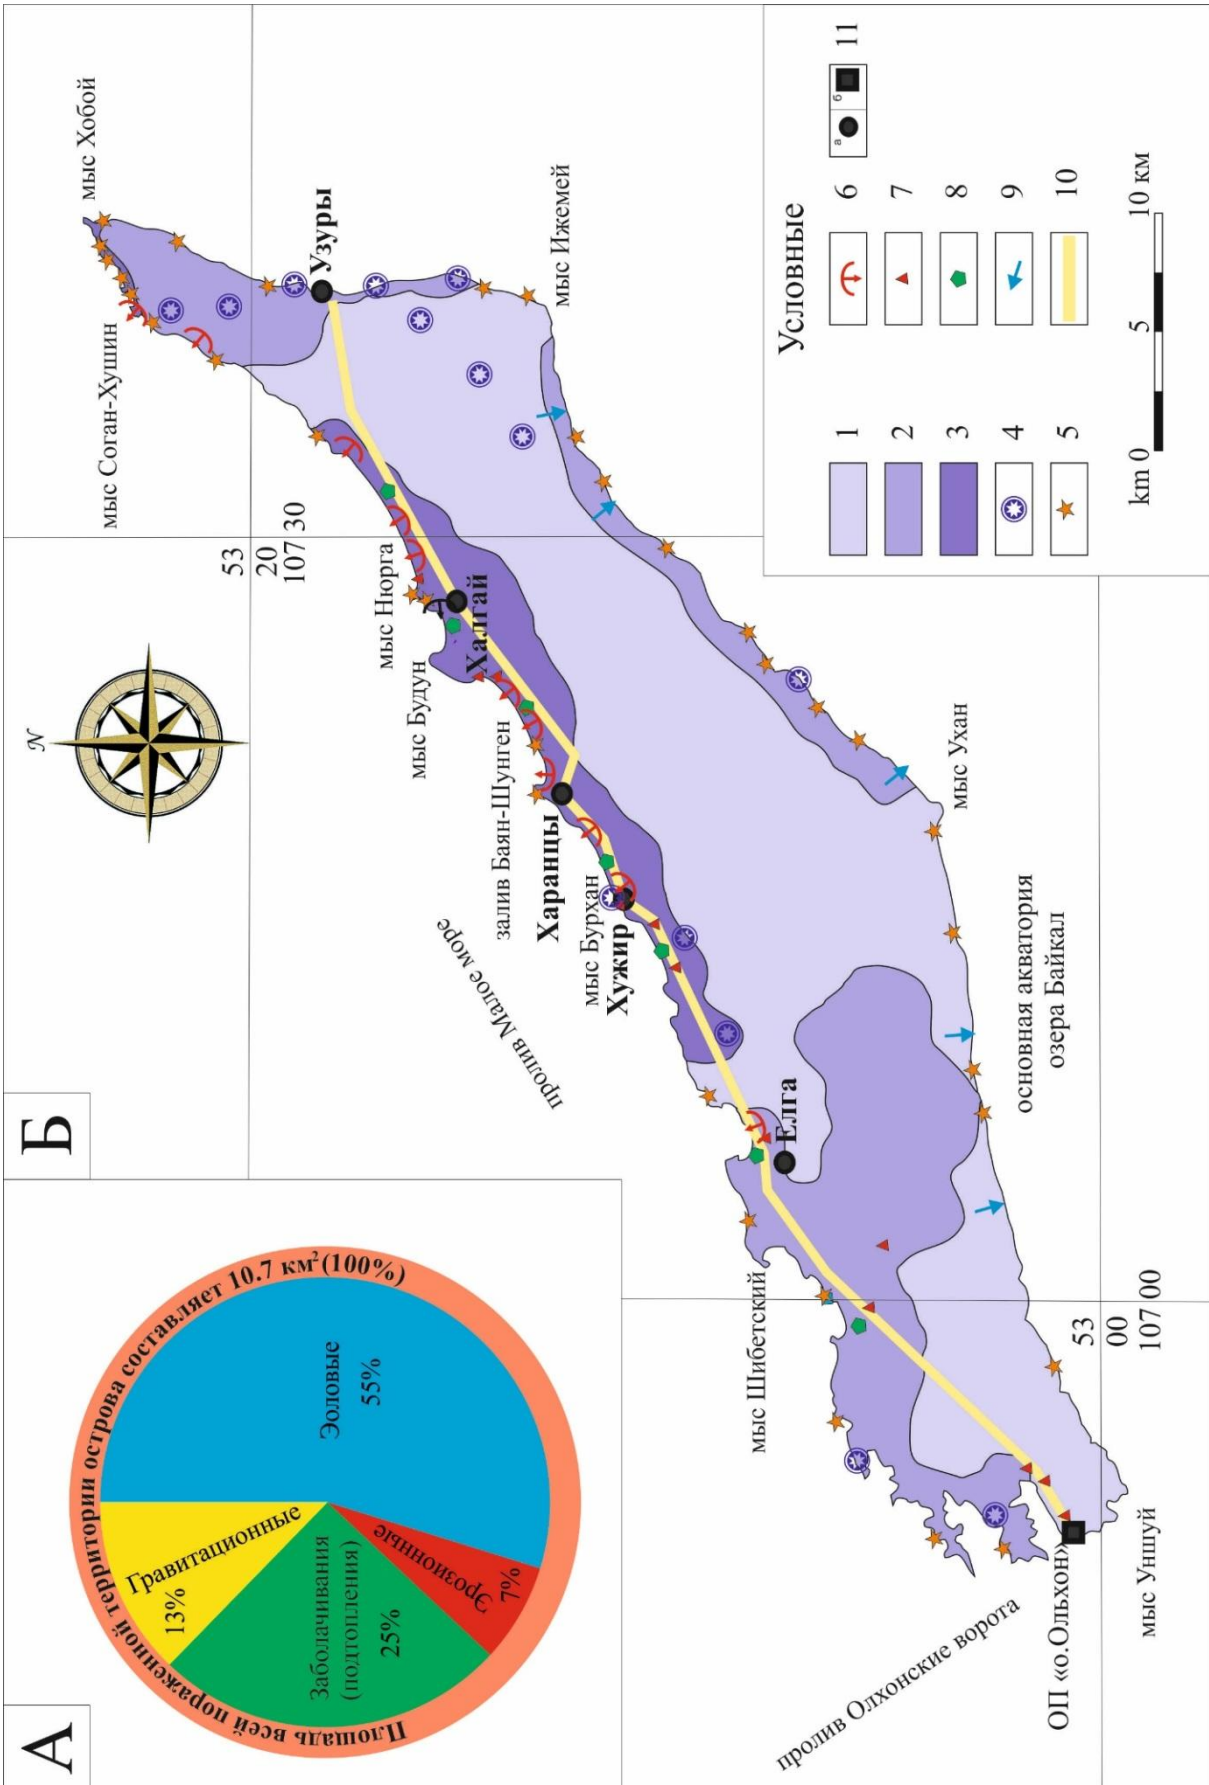 А
Площадь всей пораженной территории острова составляет 10.7 км²(100%)
Гравитационные
13%
Эоловые
55%
Заболачивания
(подтопления)
25%
Эрозионные
7%
Б
N
мыс Хобой
мыс Соган-Хушин
Узуры
53
20
107 30
мыс Ижемей
мыс Нюрга
Халгай
мыс Будун
залив Баян-Шунген
Харанцы
пролив Малое море
мыс Бурхан
Хужир
мыс Ухан
Елга
основная акватория
озера Байкал
мыс Шибетский
53
00
107 00
пролив Олхонские ворота
ОП «о.Ольхон»
мыс Уншуй
Условные
1
2
3
4
5
6
7
8
9
10
а
б
11
km 0
5
10 км